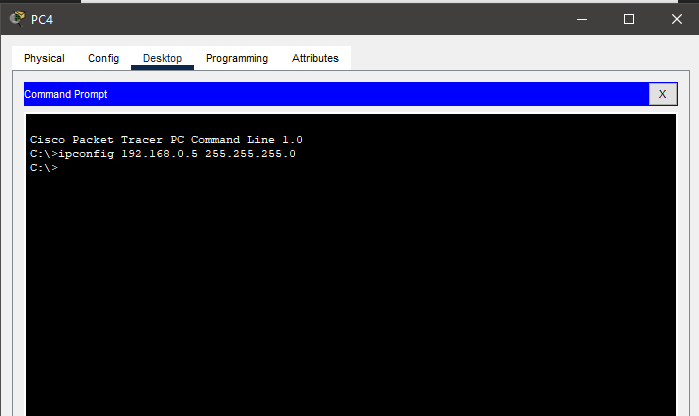 PC4
Physical Config Desktop Programming Attributes
Command Prompt X
Cisco Packet Tracer PC Command Line 1.0
C:\>ipconfig 192.168.0.5 255.255.255.0
C:\>